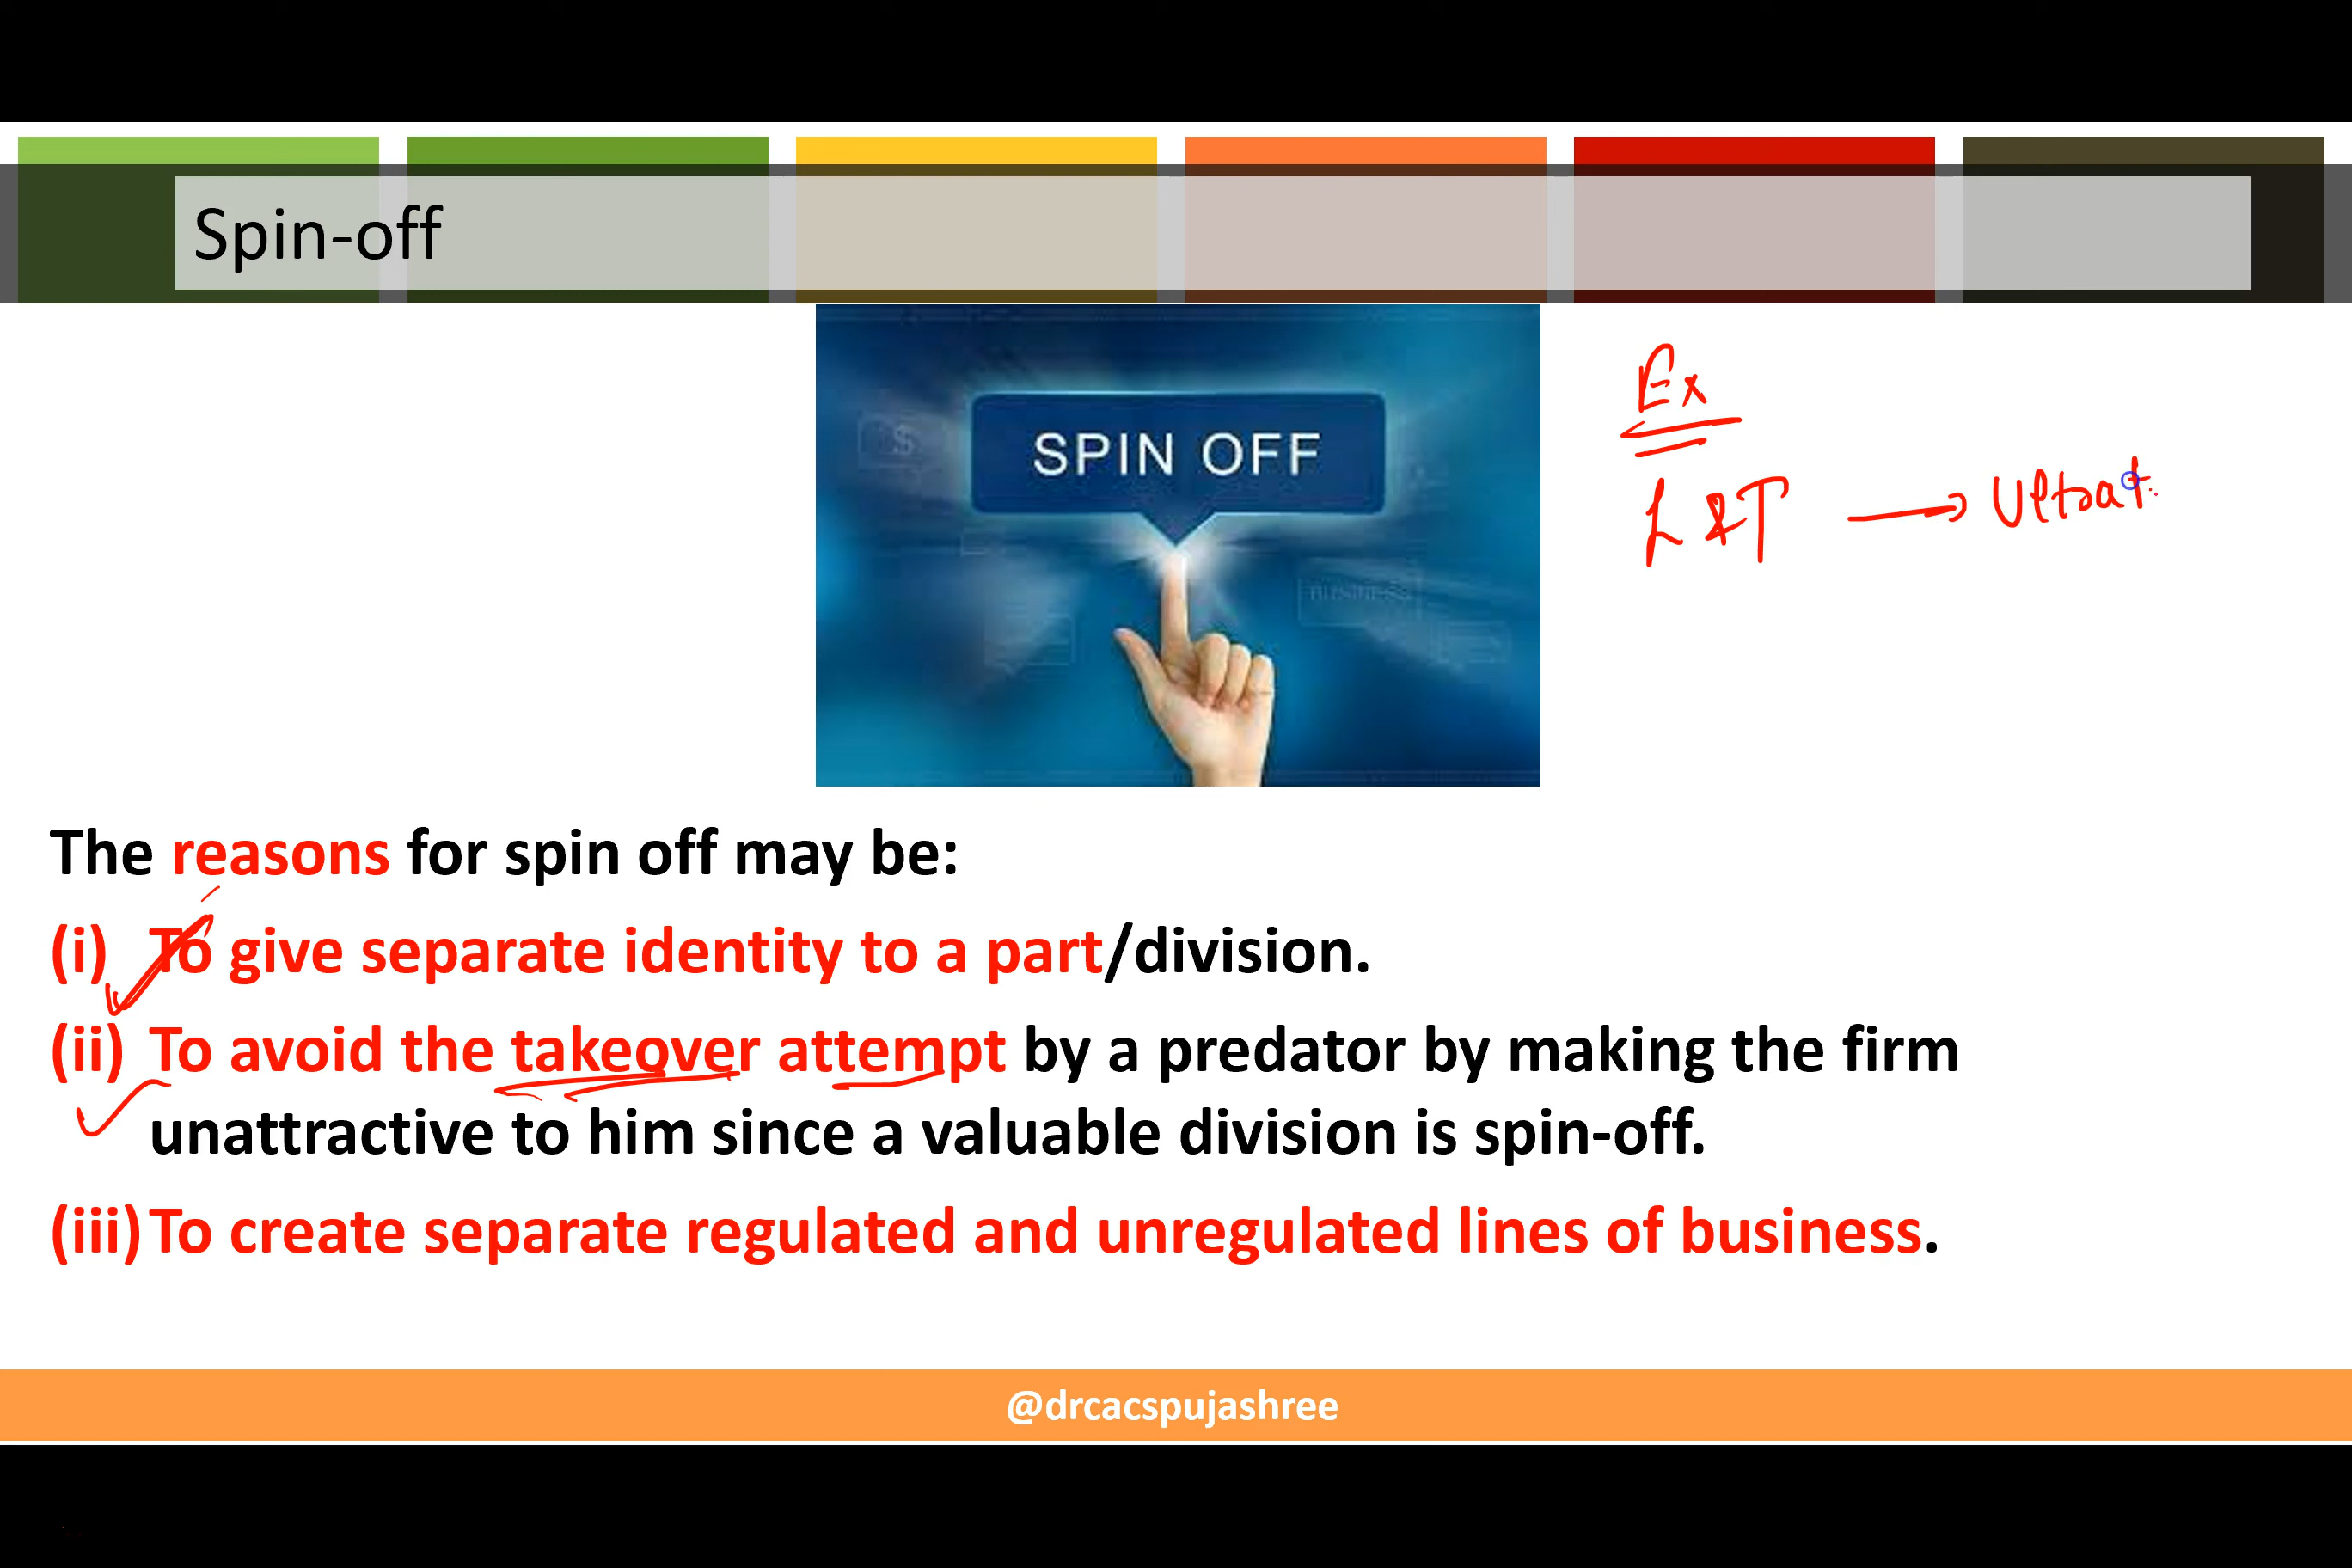 Spin-off
SPIN OFF
$
BUSINESS
Ex
L &T → Ultrat
The reasons for spin off may be:
(i) To give separate identity to a part/division.
(ii) To avoid the takeover attempt by a predator by making the firm
unattractive to him since a valuable division is spin-off.
(iii) To create separate regulated and unregulated lines of business.
@drcacspujashree